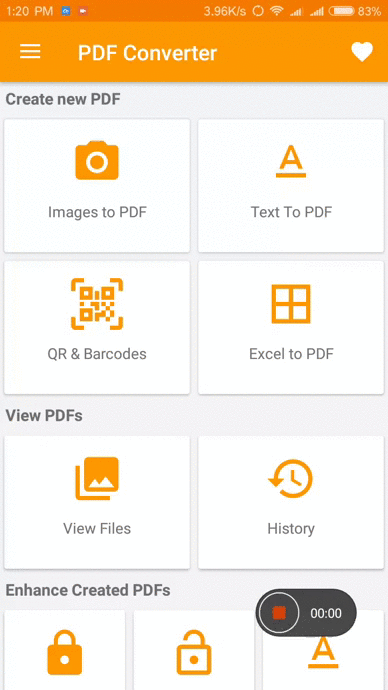 1:20 PM 3.96K/s 83%
PDF Converter
Create new PDF
Images to PDF
Text To PDF
QR & Barcodes
Excel to PDF
View PDFs
View Files
History
Enhance Created PDFs
00:00